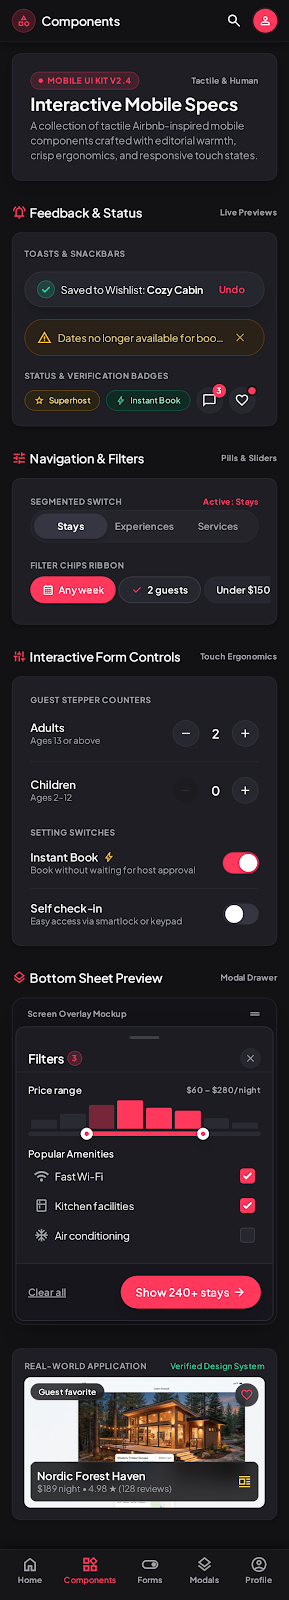 Components
MOBILE UI KIT V2.4
Tactile & Human
Interactive Mobile Specs
A collection of tactile Airbnb-inspired mobile
components crafted with editorial warmth,
crisp ergonomics, and responsive touch states.
Feedback & Status
Live Previews
TOASTS & SNACKBARS
Saved to Wishlist: Cozy Cabin
Undo
Dates no longer available for boo...
STATUS & VERIFICATION BADGES
Superhost
Instant Book
3
Navigation & Filters
Pills & Sliders
SEGMENTED SWITCH
Active: Stays
Stays
Experiences
Services
FILTER CHIPS RIBBON
Any week
2 guests
Under $150
Interactive Form Controls
Touch Ergonomics
GUEST STEPPER COUNTERS
Adults
Ages 13 or above
2
Children
Ages 2–12
0
SETTING SWITCHES
Instant Book
Book without waiting for host approval
Self check-in
Easy access via smartlock or keypad
Bottom Sheet Preview
Modal Drawer
Screen Overlay Mockup
Filters
3
Price range
$60 – $280/night
Popular Amenities
Fast Wi-Fi
Kitchen facilities
Air conditioning
Clear all
Show 240+ stays
REAL-WORLD APPLICATION
Verified Design System
Guest favorite
Nordic Forest Haven
$189 night • 4.98 ★ (128 reviews)
Home
Components
Forms
Modals
Profile